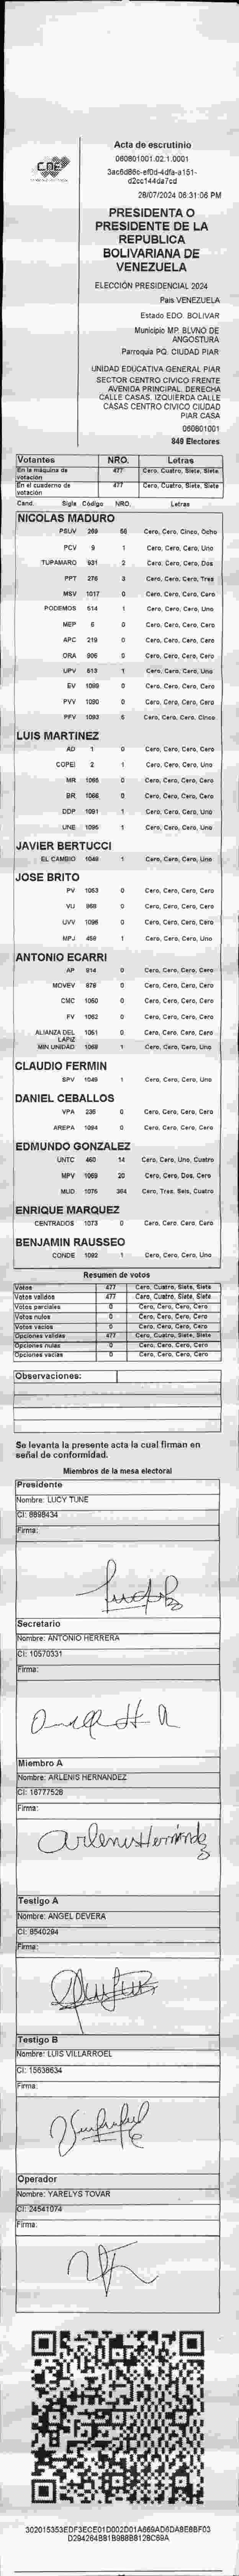 CNE
Acta de escrutinio
080801001.02.1.0001
3ac6d86c-ef0d-4dfa-a151-
d2cc144da7cd
28/07/2024 06:31:06 PM
PRESIDENTA O
PRESIDENTE DE LA
REPUBLICA
BOLIVARIANA DE
VENEZUELA
ELECCIÓN PRESIDENCIAL 2024
Pais VENEZUELA
Estado EDO. BOLIVAR
Municipio MP. BLVNO DE
ANGOSTURA
Parroquia PQ. CIUDAD PIAR
UNIDAD EDUCATIVA GENERAL PIAR
SECTOR CENTRO CIVICO FRENTE
AVENIDA PRINCIPAL. DERECHA
CALLE CASAS. IZQUIERDA CALLE
CASAS CENTRO CIVICO CIUDAD
PIAR CASA
060801001
849 Electores
Votantes NRO. Letras
En la máquina de votación 477 Cero, Cuatro, Siete, Siete
En el cuaderno de votación 477 Cero, Cuatro, Siete, Siete
Cand. Sigla Código NRO. Letras
NICOLAS MADURO
PSUV 269 58 Cero, Cero, Cinco, Ocho
PCV 9 1 Cero, Cero, Cero, Uno
TUPAMARO 931 2 Cero, Cero, Cero, Dos
PPT 276 3 Cero, Cero, Cero, Tres
MSV 1017 0 Cero, Cero, Cero, Cero
PODEMOS 514 1 Cero, Cero, Cero, Uno
MEP 6 0 Cero, Cero, Cero, Cero
APC 219 0 Cero, Cero, Cero, Cero
ORA 906 0 Cero, Cero, Cero, Cero
UPV 513 1 Cero, Cero, Cero, Uno
EV 1089 0 Cero, Cero, Cero, Cero
PVV 1090 0 Cero, Cero, Cero, Cero
PFV 1093 5 Cero, Cero, Cero, Cinco
LUIS MARTINEZ
AD 1 0 Cero, Cero, Cero, Cero
COPEI 2 1 Cero, Cero, Cero, Uno
MR 1065 0 Cero, Cero, Cero, Cero
BR 1066 0 Cero, Cero, Cero, Cero
DDP 1091 1 Cero, Cero, Cero, Uno
UNE 1095 1 Cero, Cero, Cero, Uno
JAVIER BERTUCCI
EL CAMBIO 1049 1 Cero, Cero, Cero, Uno
JOSE BRITO
PV 1053 0 Cero, Cero, Cero, Cero
VU 968 0 Cero, Cero, Cero, Cero
UVV 1096 0 Cero, Cero, Cero, Cero
MPJ 459 1 Cero, Cero, Cero, Uno
ANTONIO ECARRI
AP 914 0 Cero, Cero, Cero, Cero
MOVEV 879 0 Cero, Cero, Cero, Cero
CMC 1050 0 Cero, Cero, Cero, Cero
FV 1062 0 Cero, Cero, Cero, Cero
ALIANZA DEL LAPIZ 1051 0 Cero, Cero, Cero, Cero
MIN UNIDAD 1068 1 Cero, Cero, Cero, Uno
CLAUDIO FERMIN
SPV 1046 1 Cero, Cero, Cero, Uno
DANIEL CEBALLOS
VPA 236 0 Cero, Cero, Cero, Cero
AREPA 1094 0 Cero, Cero, Cero, Cero
EDMUNDO GONZALEZ
UNTC 460 14 Cero, Cero, Uno, Cuatro
MPV 1069 20 Cero, Cero, Dos, Cero
MUD 1075 364 Cero, Tres, Seis, Cuatro
ENRIQUE MARQUEZ
CENTRADOS 1073 0 Cero, Cero, Cero, Cero
BENJAMIN RAUSSEO
CONDE 1092 1 Cero, Cero, Cero, Uno
Resumen de votos
Votos 477 Cero, Cuatro, Siete, Siete
Votos validos 477 Cero, Cuatro, Siete, Siete
Votos parciales 0 Cero, Cero, Cero, Cero
Votos nulos 0 Cero, Cero, Cero, Cero
Votos vacios 0 Cero, Cero, Cero, Cero
Opciones validas 477 Cero, Cuatro, Siete, Siete
Opciones nulas 0 Cero, Cero, Cero, Cero
Opciones vacias 0 Cero, Cero, Cero, Cero
Observaciones:
Se levanta la presente acta la cual firman en
señal de conformidad.
Miembros de la mesa electoral
Presidente
Nombre: LUCY TUNE
CI: 8898434
Firma:
Secretario
Nombre: ANTONIO HERRERA
CI: 10570331
Firma:
Miembro A
Nombre: ARLENIS HERNANDEZ
CI: 16777528
Firma:
Arlenis Hernández
Testigo A
Nombre: ANGEL DEVERA
CI: 8540294
Firma:
Testigo B
Nombre: LUIS VILLARROEL
CI: 15638634
Firma:
Operador
Nombre: YARELYS TOVAR
CI: 24541074
Firma:
302015353EDF3ECE01D002D01A669AD6DA8E8BF03
D294264B81B9B8B8128C69A